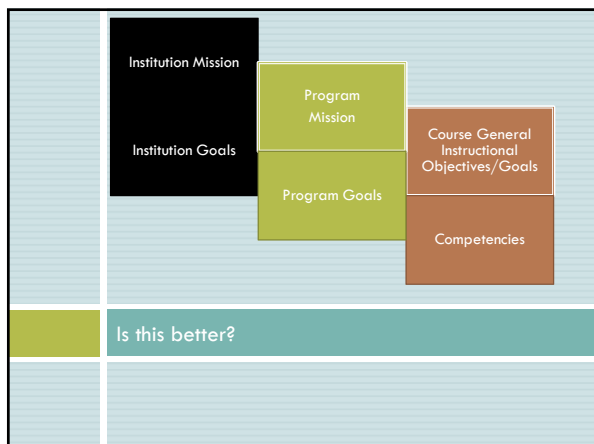 Institution Mission
Institution Goals
Program
Mission
Program Goals
Course General
Instructional
Objectives/Goals
Competencies
Is this better?